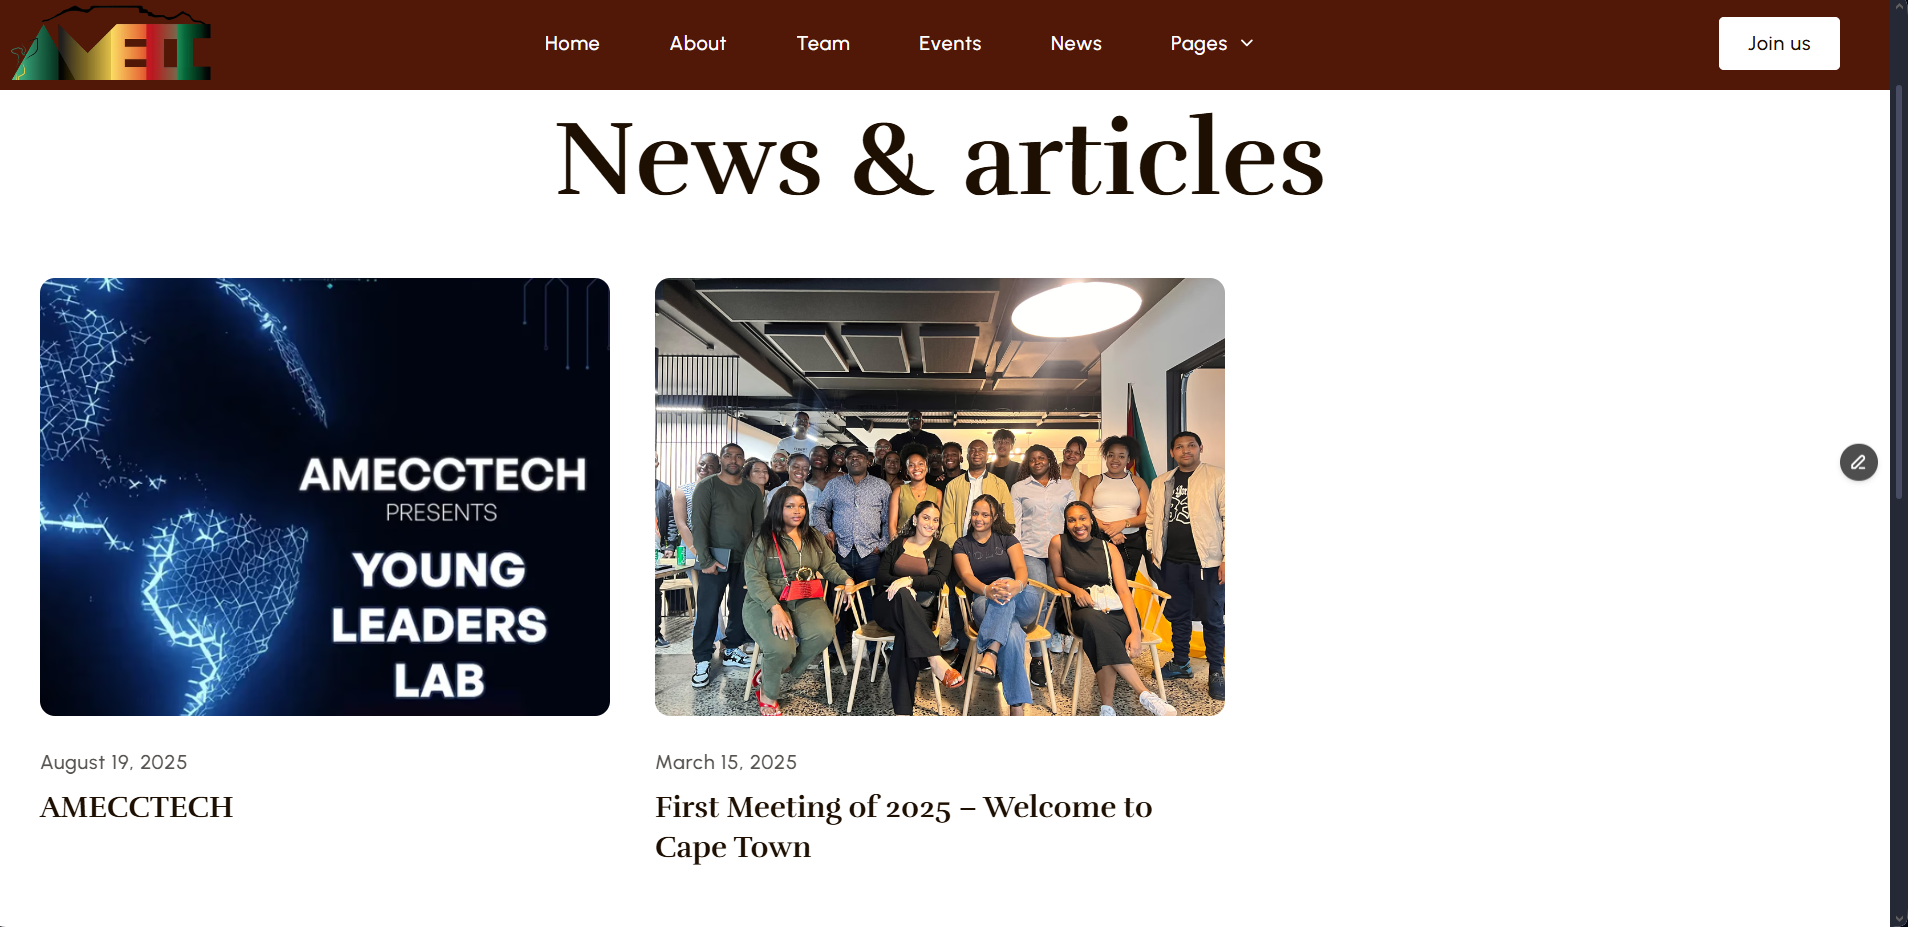 AMECC
Home
About
Team
Events
News
Pages
Join us
News & articles
AMECCTECH
PRESENTS
YOUNG
LEADERS
LAB
August 19, 2025
AMECCTECH
March 15, 2025
First Meeting of 2025 – Welcome to
Cape Town